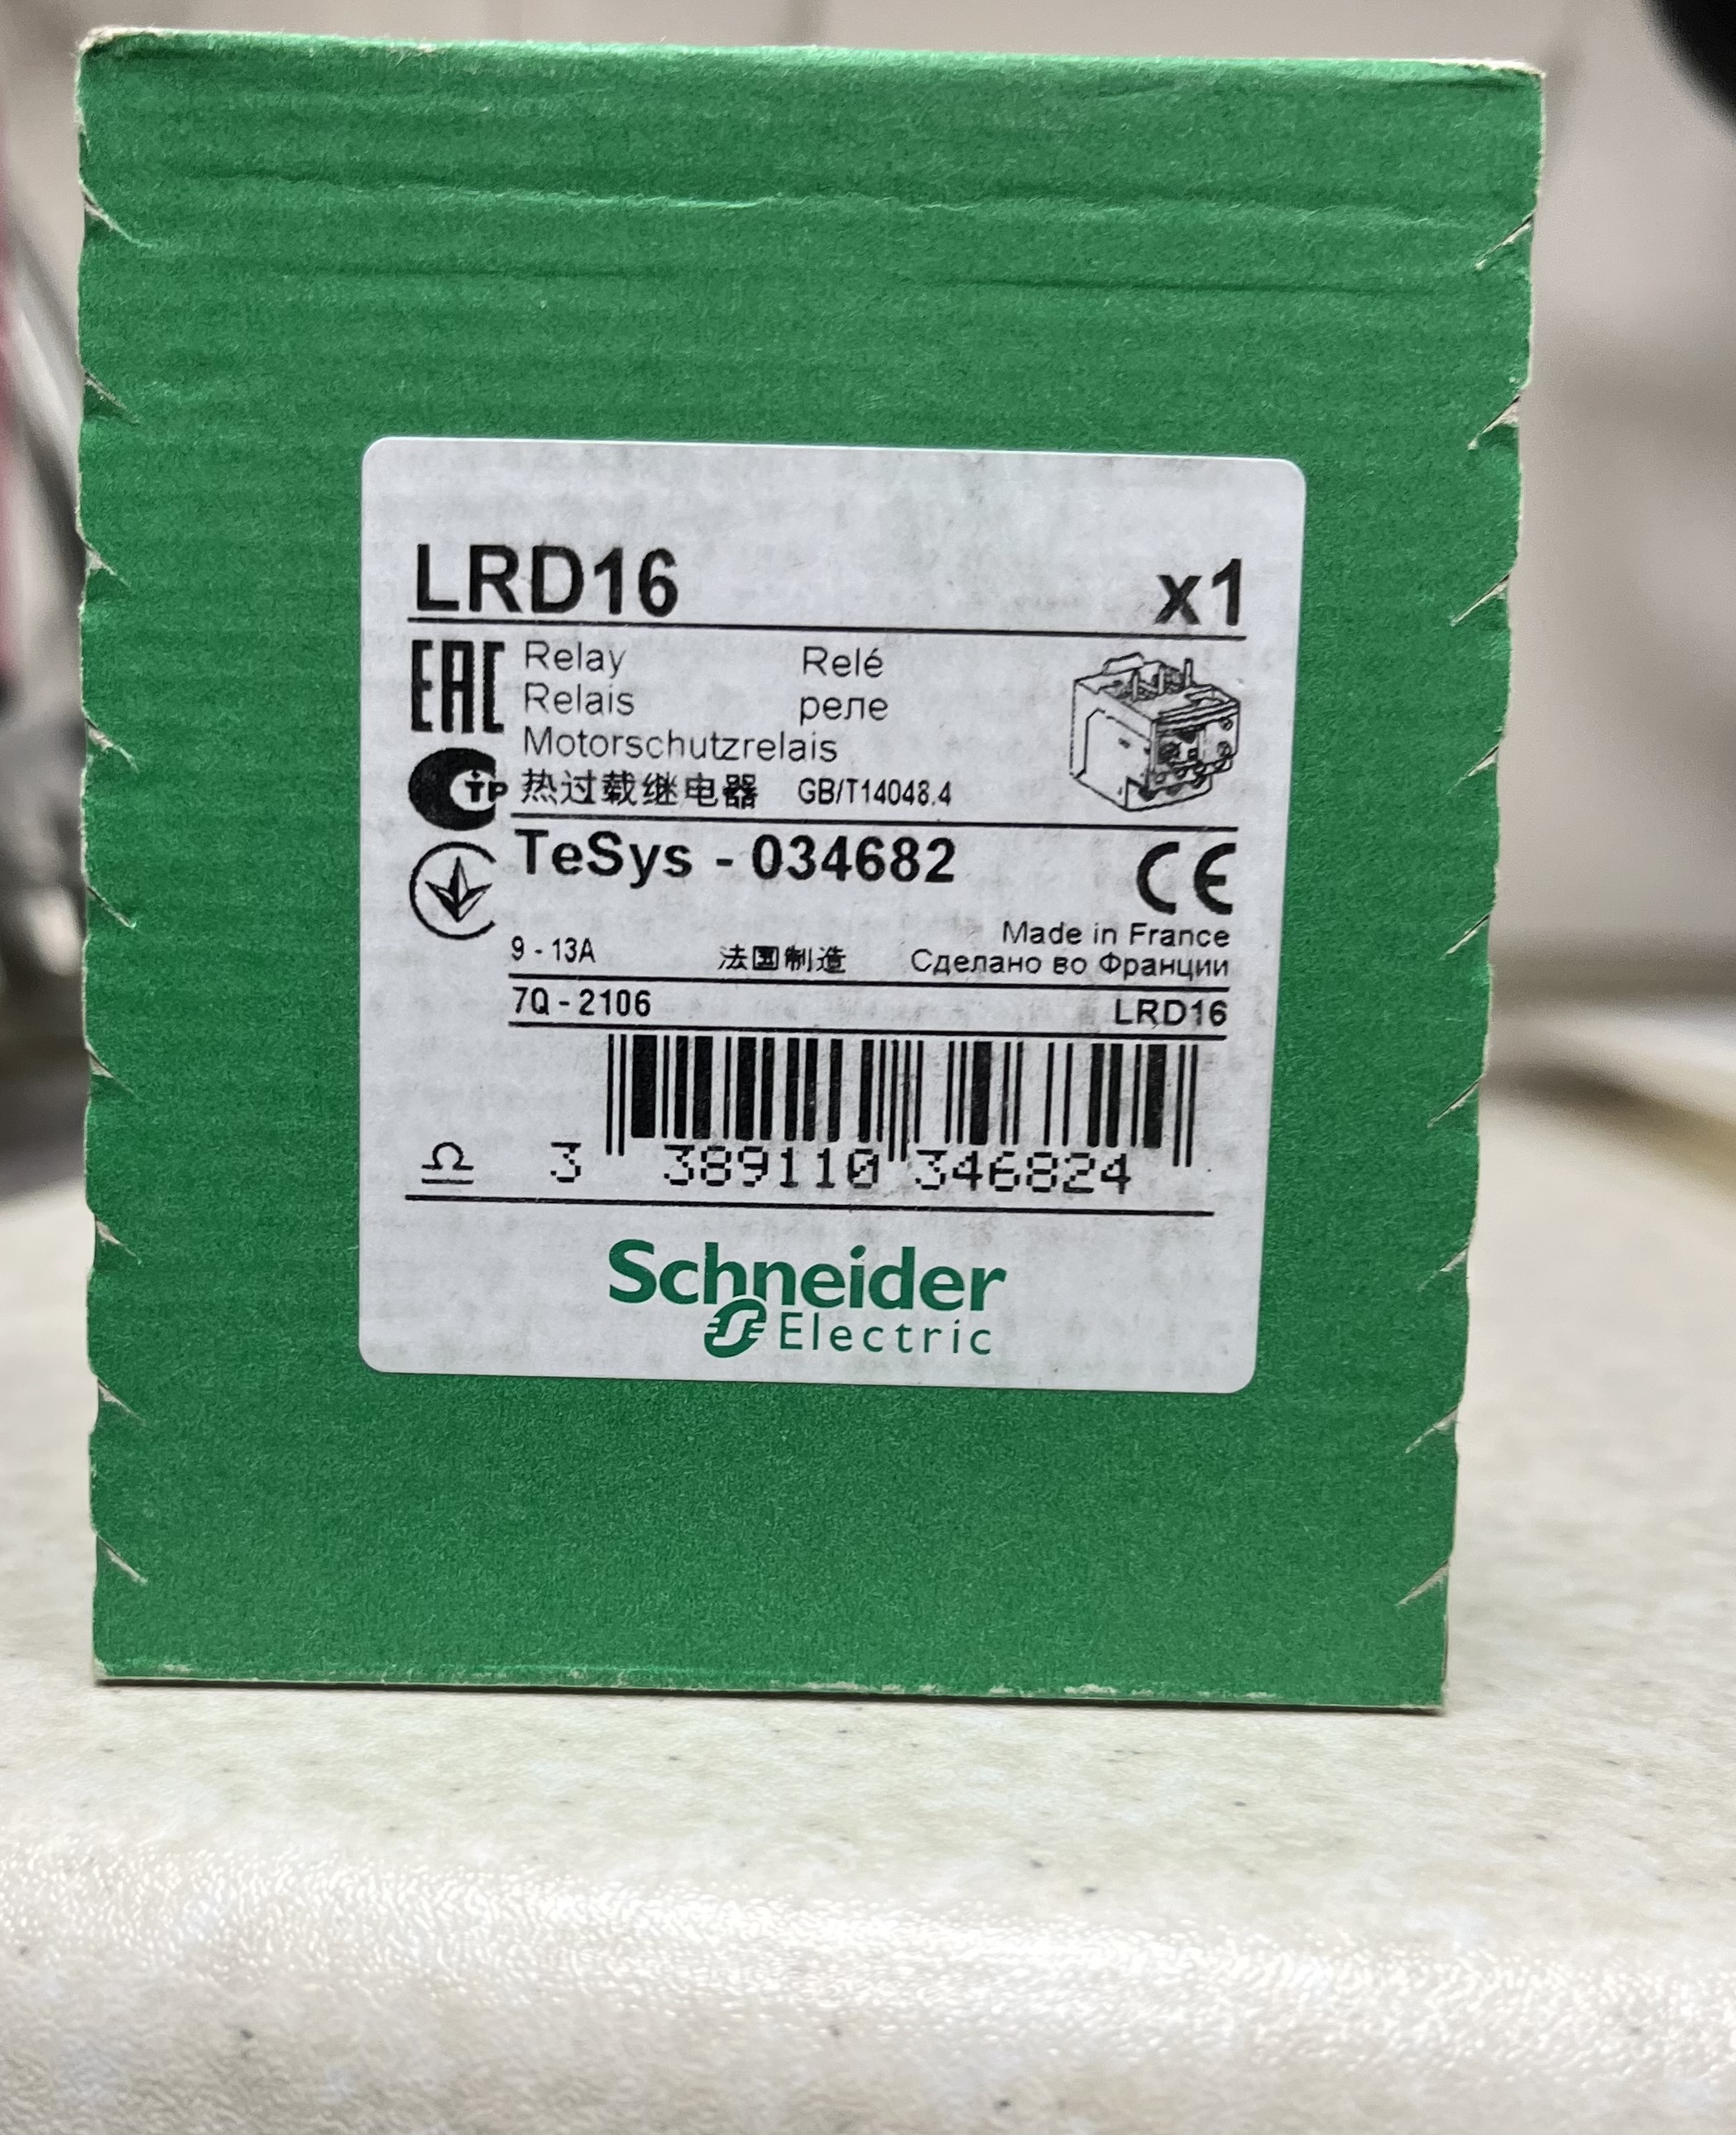 LRD16 x1
EAC Relay Relé
Relais реле
Motorschutzrelais
热过载继电器 GB/T14048.4
TeSys - 034682 CE
Made in France
9 - 13A 法国制造 Сделано во Франции
7Q - 2106 LRD16
3 389110 346824
Schneider
Electric